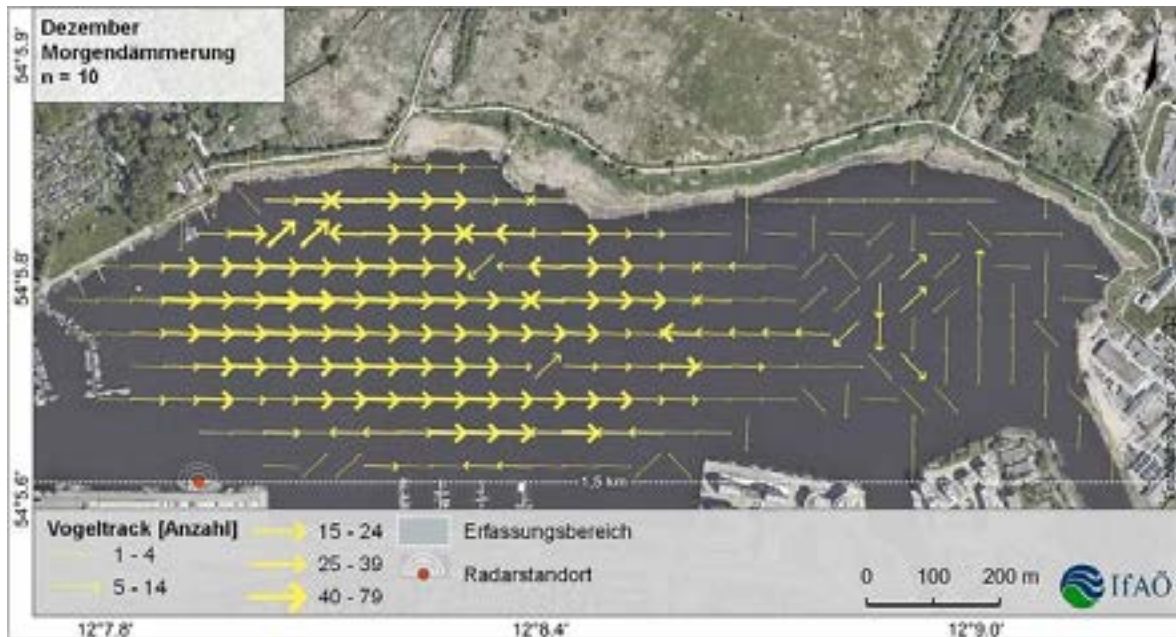 Dezember
Morgendämmerung
n = 10
54°5.9'
54°5.8'
54°5.6'
1,5 km
Vogeltrack [Anzahl]
1 - 4
5 - 14
15 - 24
25 - 39
40 - 79
Erfassungsbereich
Radarstandort
0 100 200 m
IfAÖ
12°7.8' 12°8.4' 12°9.0'